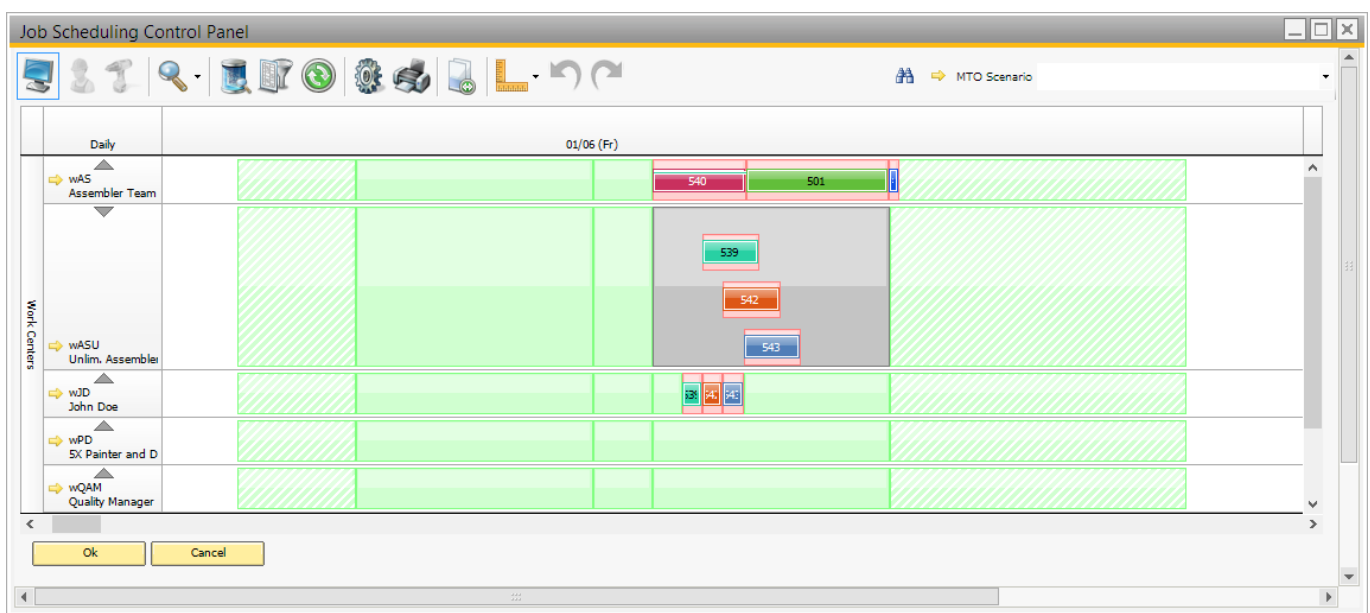 Job Scheduling Control Panel
MTO Scenario
Daily
01/06 (Fr)
Work Centers
wAS
Assembler Team
540
501
539
542
543
wASU
Unlim. Assembler
wJD
John Doe
wPD
5X Painter and D
wQAM
Quality Manager
Ok
Cancel